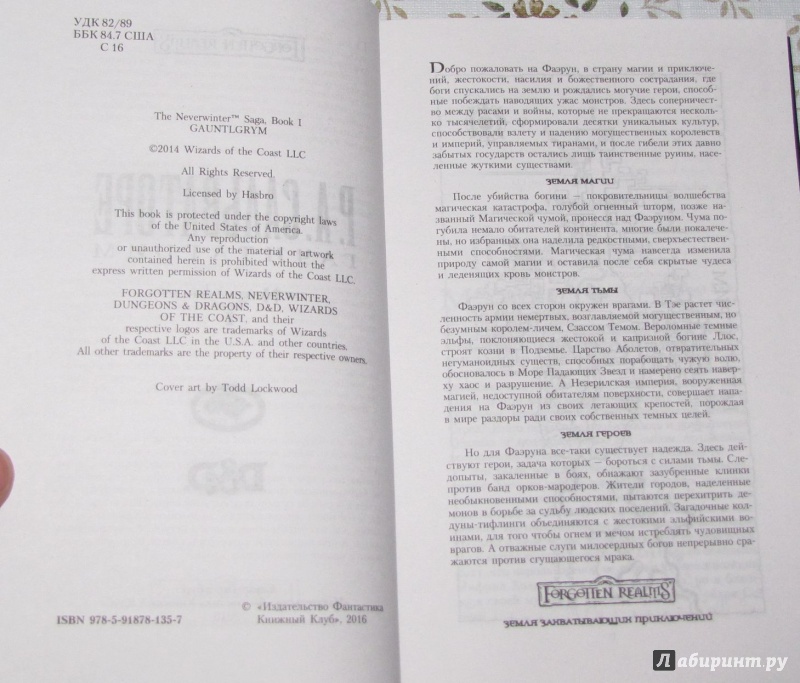 УДК 82/89
ББК 84.7 США
С 16
The Neverwinter™ Saga, Book I
GAUNTLGRYM
©2014 Wizards of the Coast LLC
All Rights Reserved.
Licensed by Hasbro
This book is protected under the copyright laws
of the United States of America.
Any reproduction
or unauthorized use of the material or artwork
contained herein is prohibited without the
express written permission of Wizards of the Coast LLC.
FORGOTTEN REALMS, NEVERWINTER,
DUNGEONS & DRAGONS, D&D, WIZARDS
OF THE COAST, and their
respective logos are trademarks of Wizards
of the Coast LLC in the U.S.A. and other countries.
All other trademarks are the property of their respective owners.
Cover art by Todd Lockwood
ISBN 978-5-91878-135-7
© «Издательство Фантастика
Книжный Клуб», 2016
Добро пожаловать на Фаэрун, в страну магии и приключе-
ний, жестокости, насилия и божественного сострадания, где
боги спускались на землю и рождались могучие герои, способ-
ные побеждать наводящих ужас монстров. Здесь соперничест-
во между расами и войны, которые не прекращаются несколь-
ко тысячелетий, сформировали десятки уникальных культур,
способствовали взлету и падению могущественных королевств
и империй, управляемых тиранами, и после гибели этих давно
забытых государств остались лишь таинственные руины, насе-
ленные жуткими существами.
ЗЕМЛЯ МАГИИ
После убийства богини — покровительницы волшебства
магическая катастрофа, голубой огненный шторм, позже на-
званный Магической чумой, пронесся над Фаэруном. Чума по-
губила немало обитателей континента, многие были покалече-
ны, но избранных она наделила редкостными, сверхъестествен-
ными способностями. Магическая чума навсегда изменила
природу самой магии и оставила после себя скрытые чудеса
и леденящих кровь монстров.
ЗЕМЛЯ ТЬМЫ
Фаэрун со всех сторон окружен врагами. В Тэе растет чис-
ленность армии немертвых, возглавляемой могущественным, но
безумным королем-личем, Сзассом Темом. Вероломные темные
эльфы, поклоняющиеся жестокой и капризной богине Ллос,
строят козни в Подземье. Царство Аболетов, отвратительных
негуманоидных существ, способных порабощать чужую волю,
обосновалось в Море Падающих Звезд и намерено сеять навер-
ху хаос и разрушение. А Незерильская империя, вооруженная
магией, недоступной обитателям поверхности, совершает напа-
дения на Фаэрун из своих летающих крепостей, порождая
в мире раздоры ради своих собственных темных целей.
ЗЕМЛЯ ГЕРОЕВ
Но для Фаэруна все-таки существует надежда. Здесь дей-
ствуют герои, задача которых — бороться с силами тьмы. Сле-
допыты, закаленные в боях, обнажают зазубренные клинки
против банд орков-мародеров. Жители городов, наделенные
необыкновенными способностями, пытаются перехитрить де-
монов в борьбе за судьбу людских поселений. Загадочные кол-
дуны-тифлинги объединяются с жестокими эльфийскими во-
инами, для того чтобы огнем и мечом истреблять чудовищных
врагов. А отважные слуги милосердных богов непрерывно сра-
жаются против сгущающегося мрака.
FORGOTTEN REALMS
ЗЕМЛЯ ЗАХВАТЫВАЮЩИХ ПРИКЛЮЧЕНИЙ
Лабиринт.ру